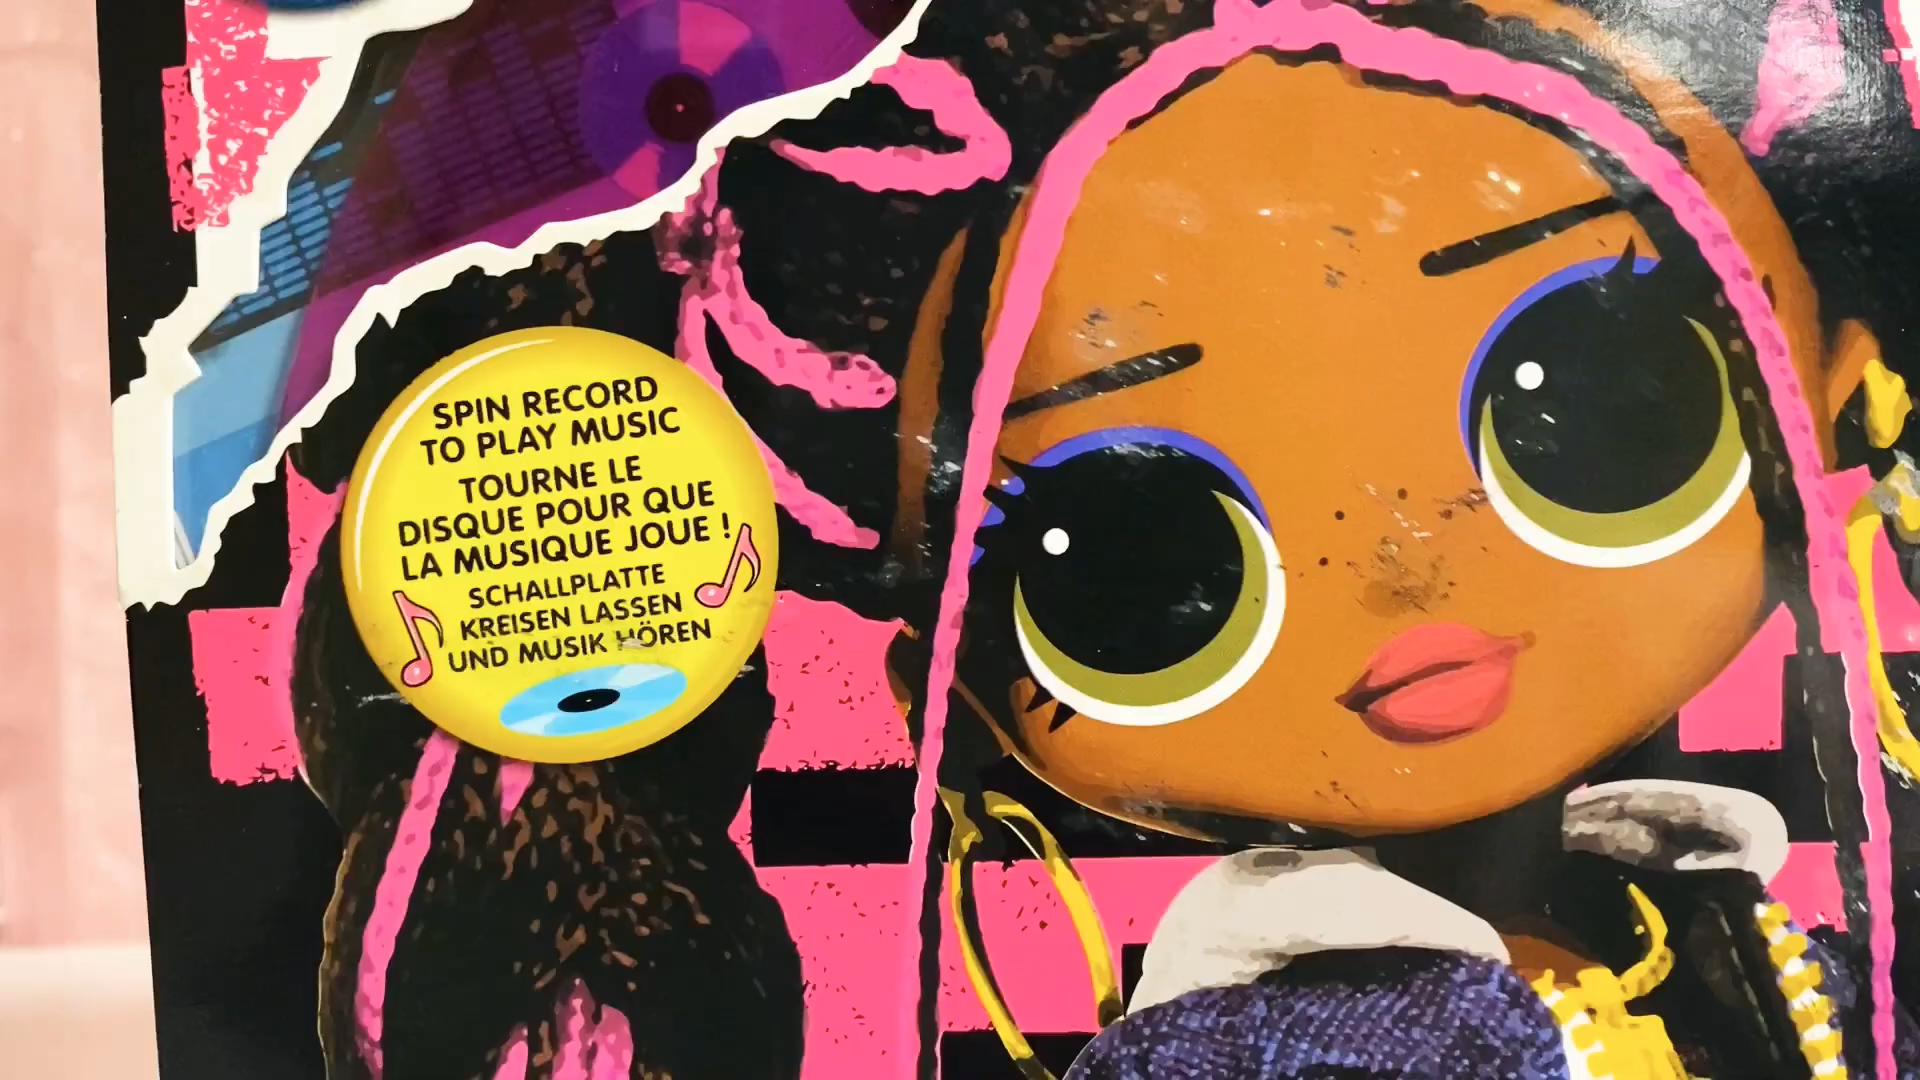 SPIN RECORD
TO PLAY MUSIC
TOURNE LE
DISQUE POUR QUE
LA MUSIQUE JOUE !
SCHALLPLATTE
KREISEN LASSEN
UND MUSIK HÖREN